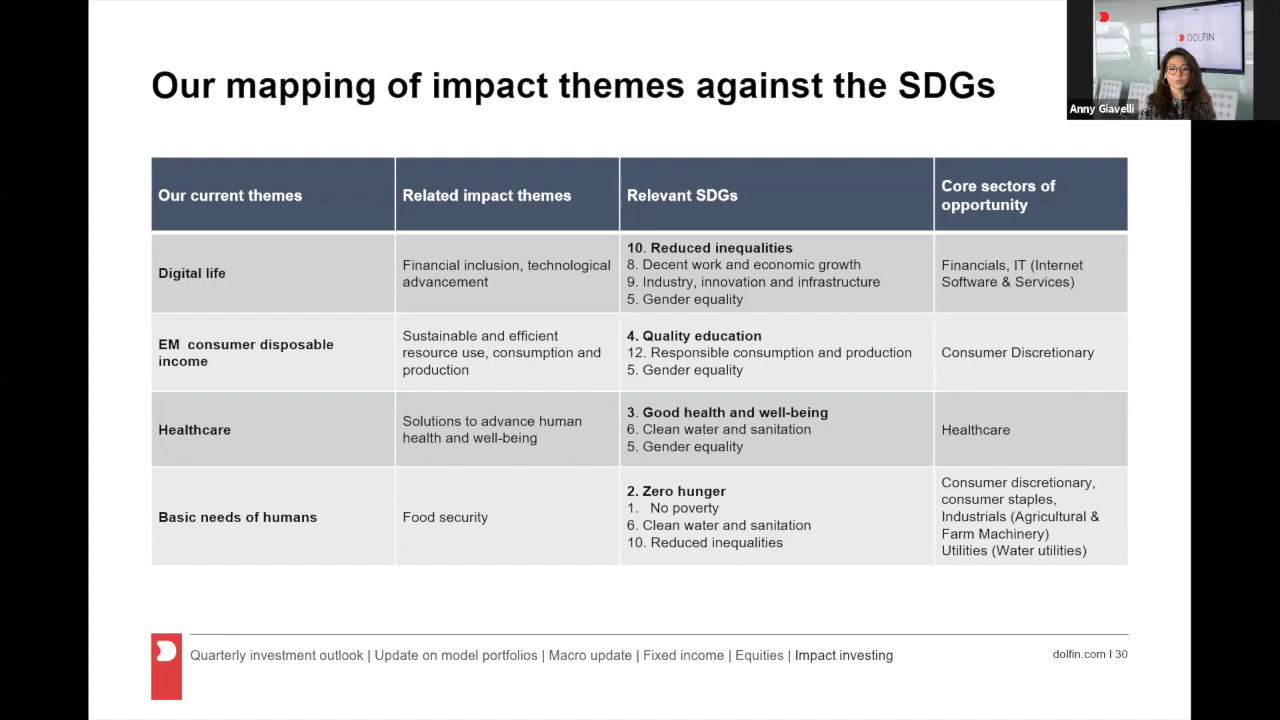 Our mapping of impact themes against the SDGs
DOLFIN
Anny Giavelli
Our current themes
Related impact themes
Relevant SDGs
Core sectors of
opportunity
Digital life
Financial inclusion, technological
advancement
10. Reduced inequalities
8. Decent work and economic growth
9. Industry, innovation and infrastructure
5. Gender equality
Financials, IT (Internet
Software & Services)
EM consumer disposable
income
Sustainable and efficient
resource use, consumption and
production
4. Quality education
12. Responsible consumption and production
5. Gender equality
Consumer Discretionary
Healthcare
Solutions to advance human
health and well-being
3. Good health and well-being
6. Clean water and sanitation
5. Gender equality
Healthcare
Basic needs of humans
Food security
2. Zero hunger
1. No poverty
6. Clean water and sanitation
10. Reduced inequalities
Consumer discretionary,
consumer staples,
Industrials (Agricultural &
Farm Machinery)
Utilities (Water utilities)
Quarterly investment outlook | Update on model portfolios | Macro update | Fixed income | Equities | Impact investing
dolfin.com I 30